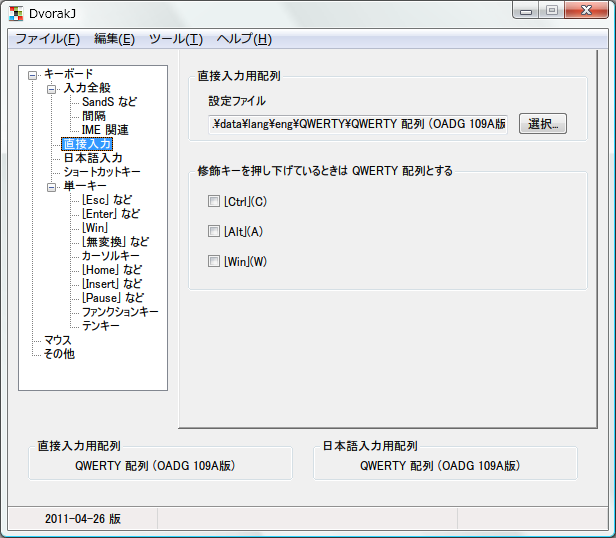 DvorakJ
ファイル(F) 編集(E) ツール(T) ヘルプ(H)
キーボード
入力全般
SandS など
間隔
IME 関連
直接入力
日本語入力
ショートカットキー
単一キー
⌊Esc⌋ など
⌊Enter⌋ など
⌊Win⌋
⌊無変換⌋ など
カーソルキー
⌊Home⌋ など
⌊Insert⌋ など
⌊Pause⌋ など
ファンクションキー
テンキー
マウス
その他
直接入力用配列
設定ファイル
.¥data¥lang¥eng¥QWERTY¥QWERTY 配列 (OADG 109A版
選択...
修飾キーを押し下げているときは QWERTY 配列とする
⌊Ctrl⌋(C)
⌊Alt⌋(A)
⌊Win⌋(W)
直接入力用配列
QWERTY 配列 (OADG 109A版)
日本語入力用配列
QWERTY 配列 (OADG 109A版)
2011-04-26 版